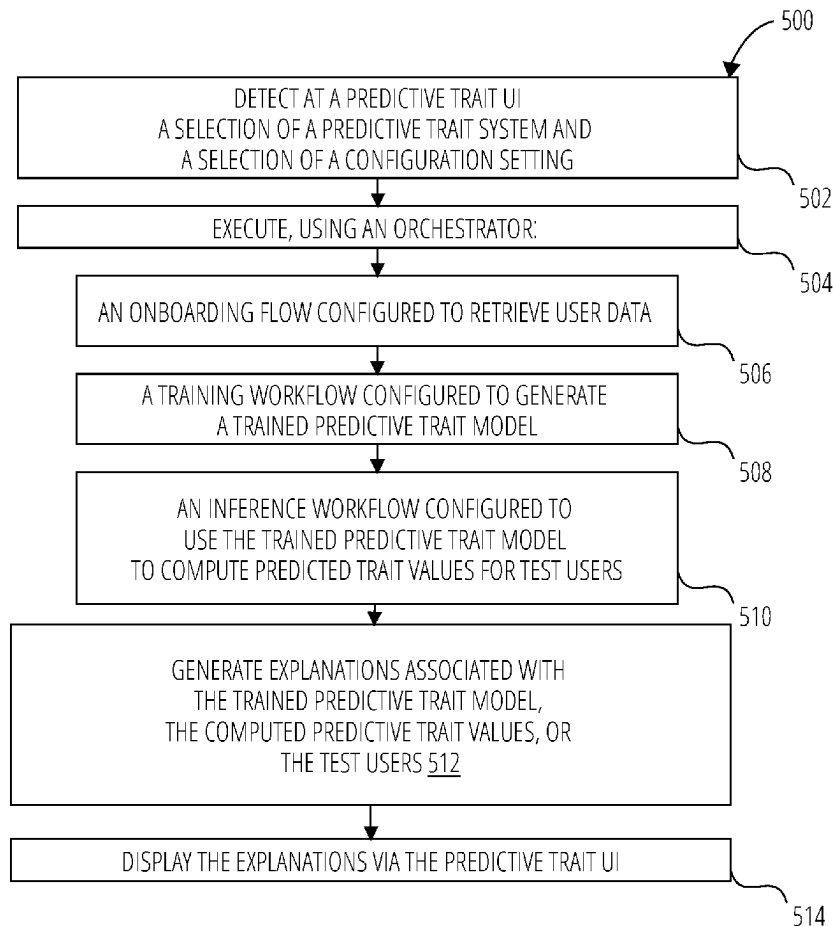 500
DETECT AT A PREDICTIVE TRAIT UI
A SELECTION OF A PREDICTIVE TRAIT SYSTEM AND
A SELECTION OF A CONFIGURATION SETTING
502
EXECUTE, USING AN ORCHESTRATOR:
504
AN ONBOARDING FLOW CONFIGURED TO RETRIEVE USER DATA
506
A TRAINING WORKFLOW CONFIGURED TO GENERATE
A TRAINED PREDICTIVE TRAIT MODEL
508
AN INFERENCE WORKFLOW CONFIGURED TO
USE THE TRAINED PREDICTIVE TRAIT MODEL
TO COMPUTE PREDICTED TRAIT VALUES FOR TEST USERS
510
GENERATE EXPLANATIONS ASSOCIATED WITH
THE TRAINED PREDICTIVE TRAIT MODEL,
THE COMPUTED PREDICTIVE TRAIT VALUES, OR
THE TEST USERS 512
DISPLAY THE EXPLANATIONS VIA THE PREDICTIVE TRAIT UI
514